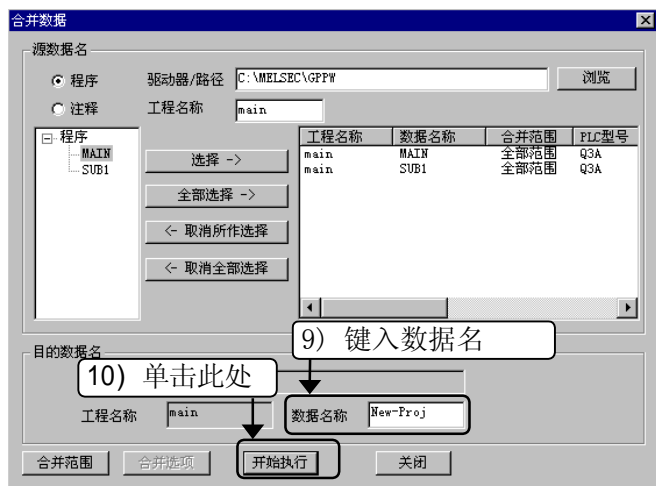 合并数据
源数据名
程序 驱动器/路径 C:\MELSEC\GPPW 浏览
注释 工程名称 main
程序
MAIN
SUB1
选择 ->
全部选择 ->
<- 取消所作选择
<- 取消全部选择
工程名称 数据名称 合并范围 PLC型号
main MAIN 全部范围 Q3A
main SUB1 全部范围 Q3A
9) 键入数据名
目的数据名
10) 单击此处
工程名称 main 数据名称 New-Proj
合并范围 合并选项 开始执行 关闭